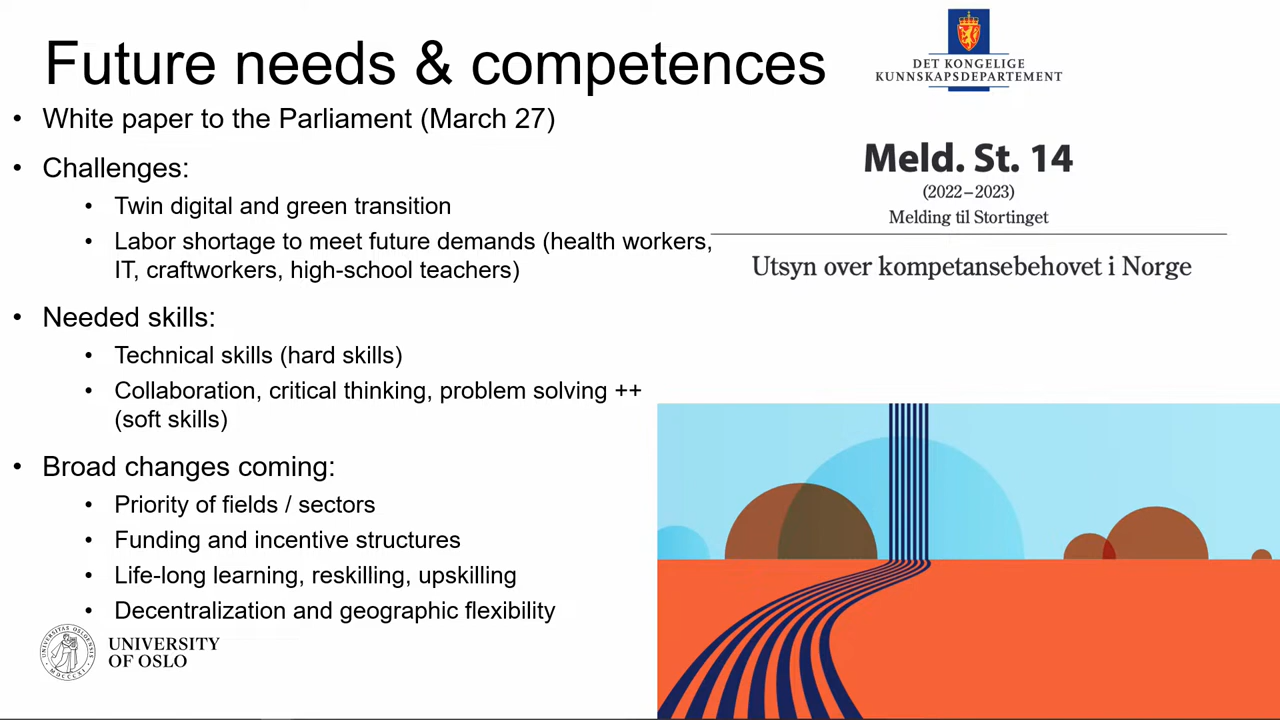 Future needs & competences
• White paper to the Parliament (March 27)
• Challenges:
• Twin digital and green transition
• Labor shortage to meet future demands (health workers,
IT, craftworkers, high-school teachers)
• Needed skills:
• Technical skills (hard skills)
• Collaboration, critical thinking, problem solving ++
(soft skills)
• Broad changes coming:
• Priority of fields / sectors
• Funding and incentive structures
• Life-long learning, reskilling, upskilling
• Decentralization and geographic flexibility
UNIVERSITY
OF OSLO
DET KONGELIGE
KUNNSKAPSDEPARTEMENT
Meld. St. 14
(2022–2023)
Melding til Stortinget
Utsyn over kompetansebehovet i Norge